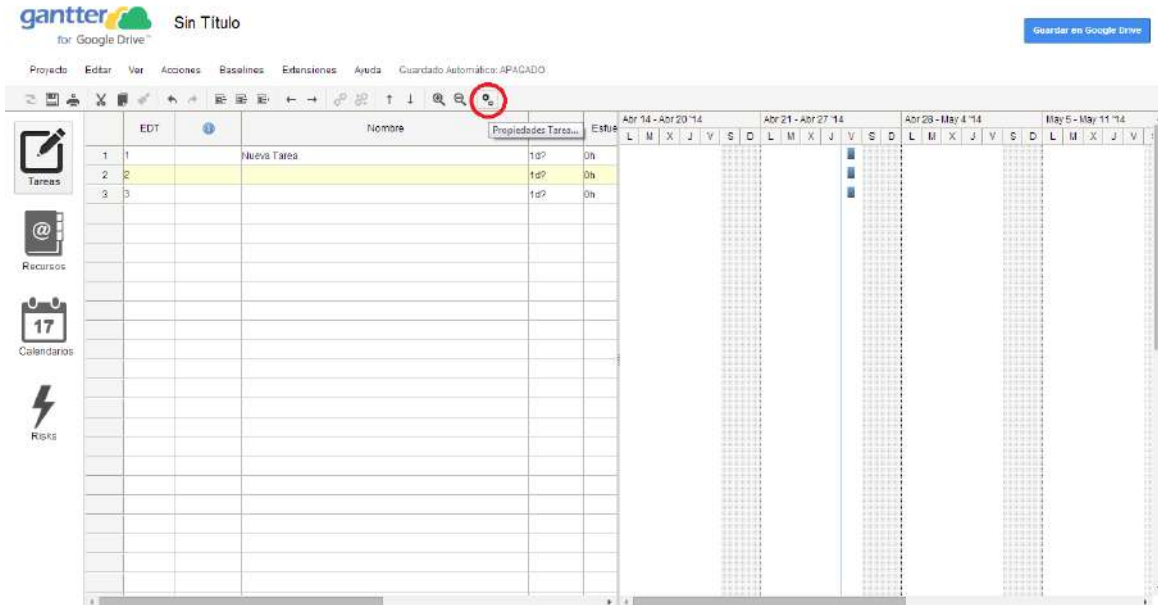 gantter
for Google Drive™
Sin Título
Guardar en Google Drive
Proyecto Editar Ver Acciones Baselines Extensiones Ayuda Guardado Automático: APAGADO
EDT Nombre Propiedades Tarea... Esfue
Abr 14 - Abr 20 '14 Abr 21 - Abr 27 '14 Abr 28 - May 4 '14 May 5 - May 11 '14
L M X J V S D L M X J V S D L M X J V S D L M X J V
1 1 Nueva Tarea 1d? 0h
2 2 1d? 0h
3 3 1d? 0h
Tareas
@
Recursos
17
Calendarios
Risks